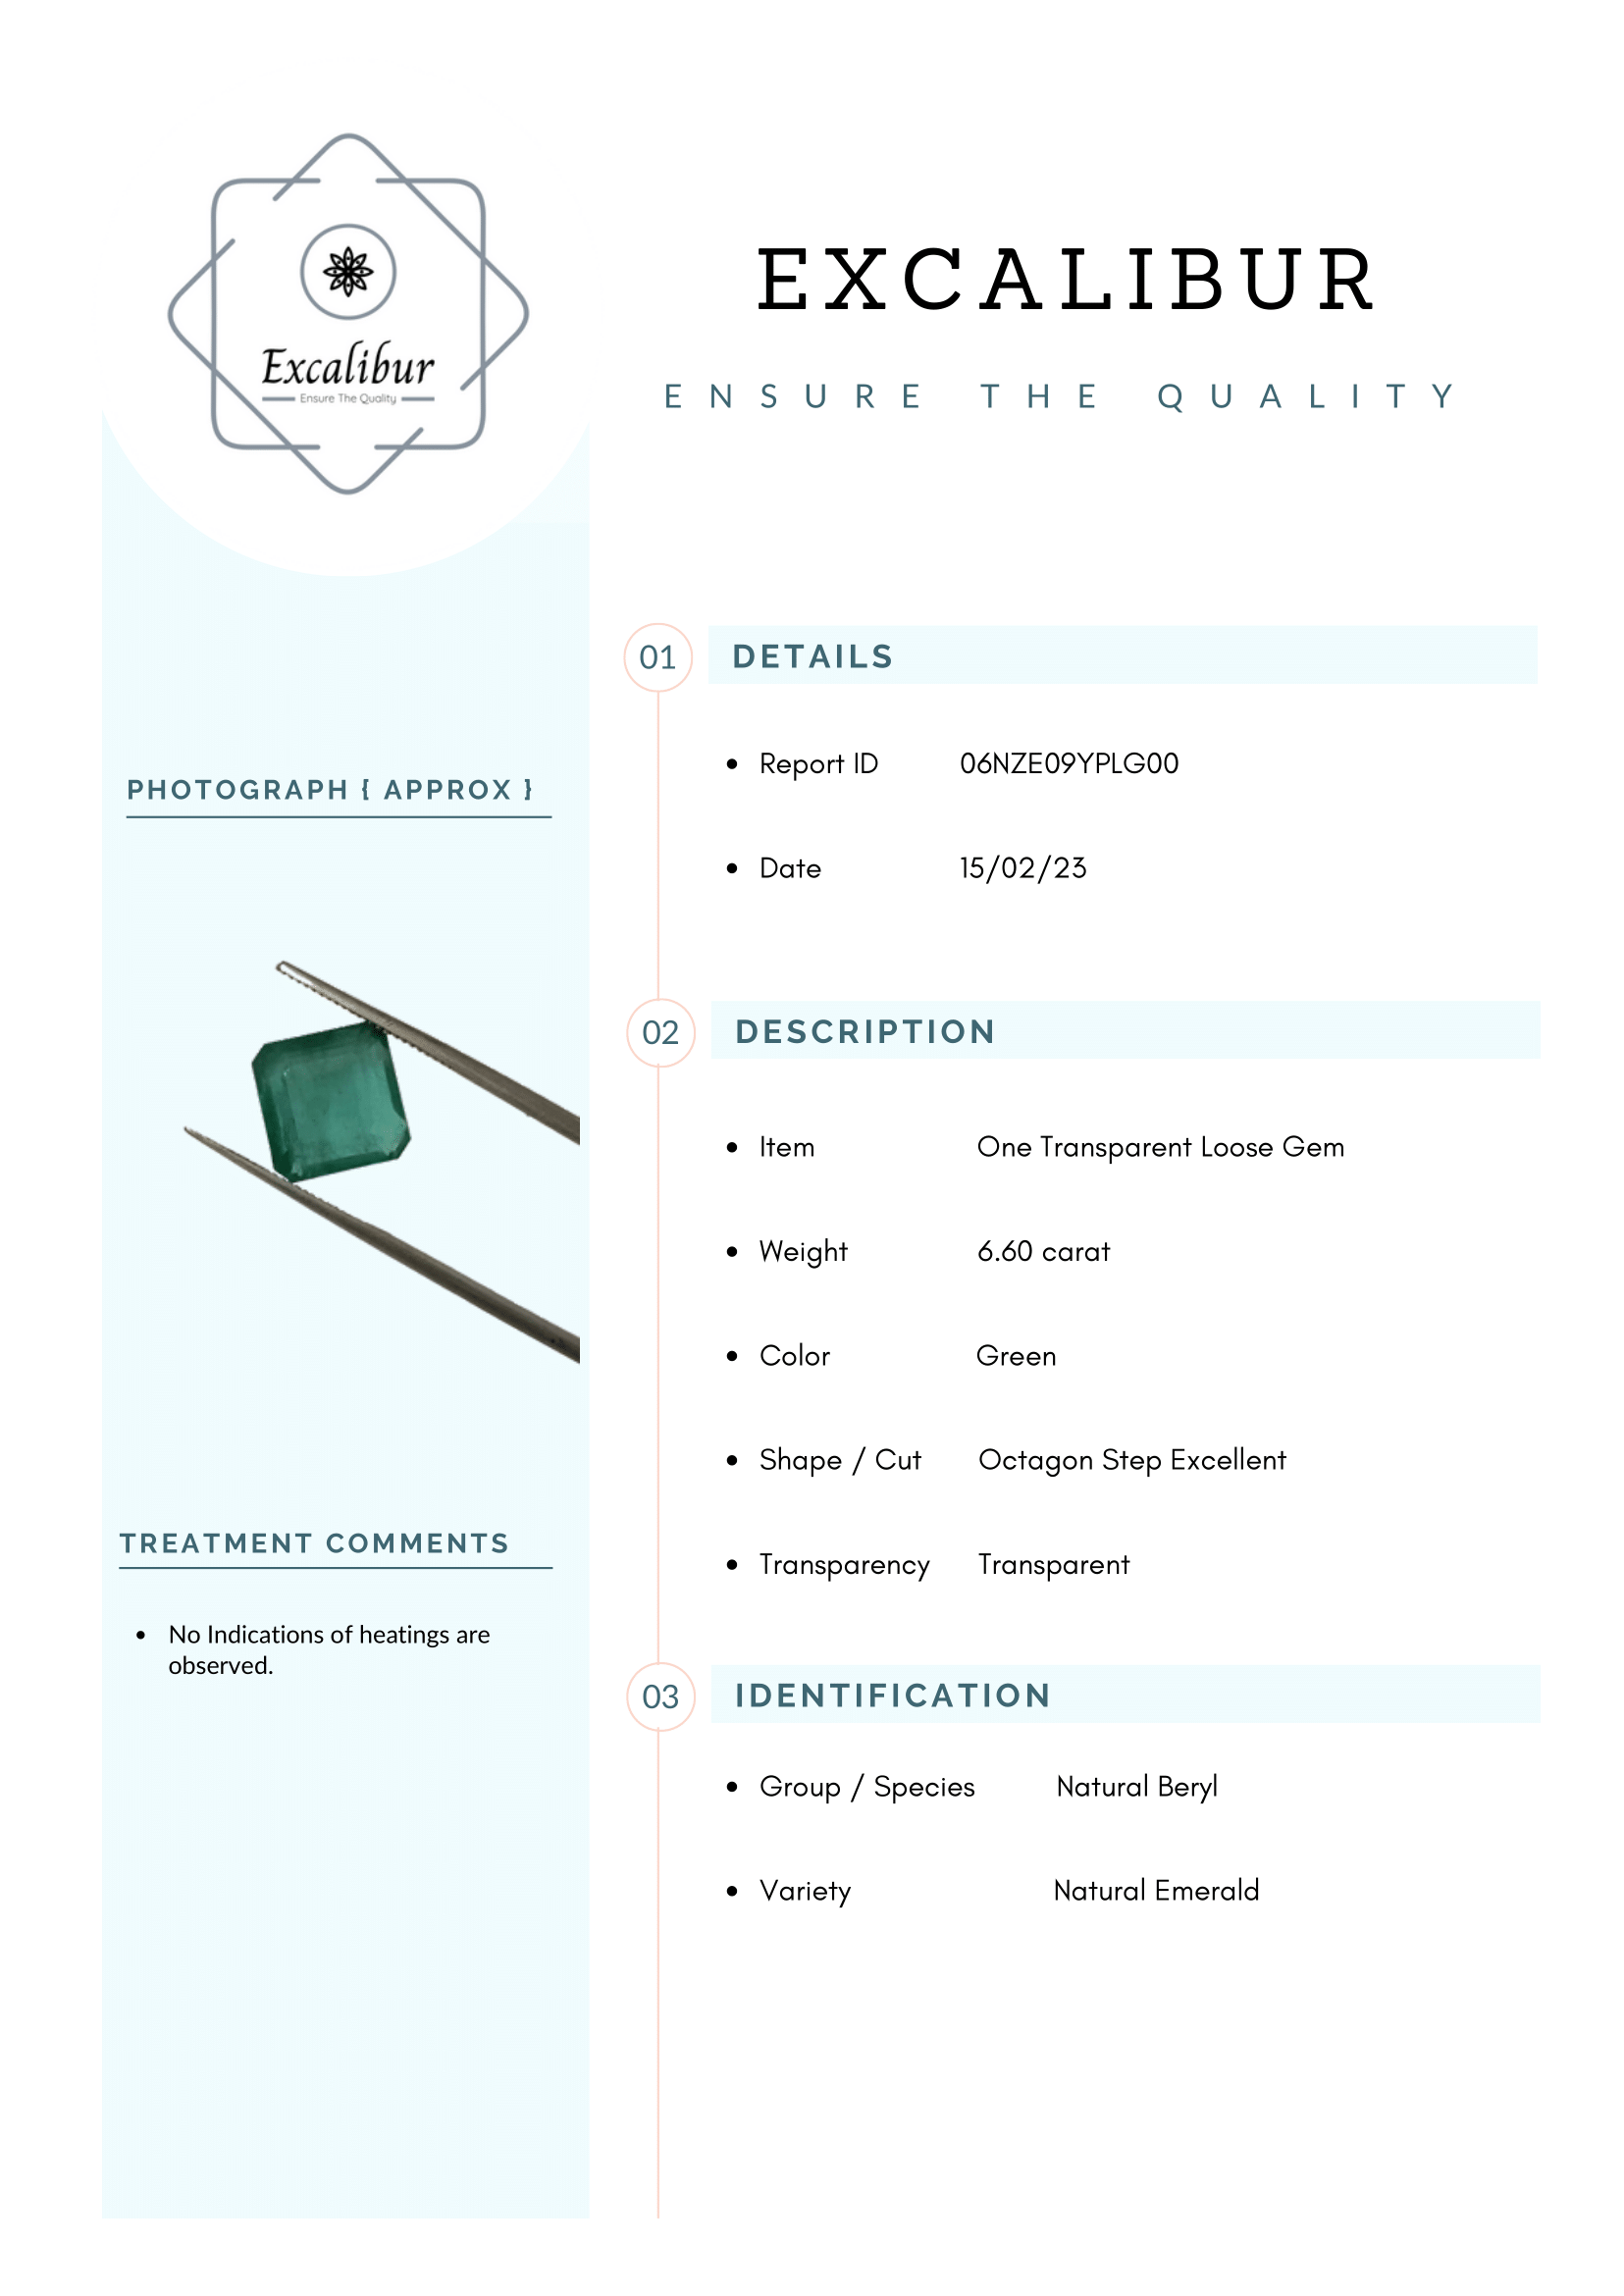 Excalibur
Ensure The Quality
EXCALIBUR
ENSURE THE QUALITY
PHOTOGRAPH { APPROX }
TREATMENT COMMENTS
• No Indications of heatings are
observed.
01 DETAILS
• Report ID 06NZE09YPLG00
• Date 15/02/23
02 DESCRIPTION
• Item One Transparent Loose Gem
• Weight 6.60 carat
• Color Green
• Shape / Cut Octagon Step Excellent
• Transparency Transparent
03 IDENTIFICATION
• Group / Species Natural Beryl
• Variety Natural Emerald